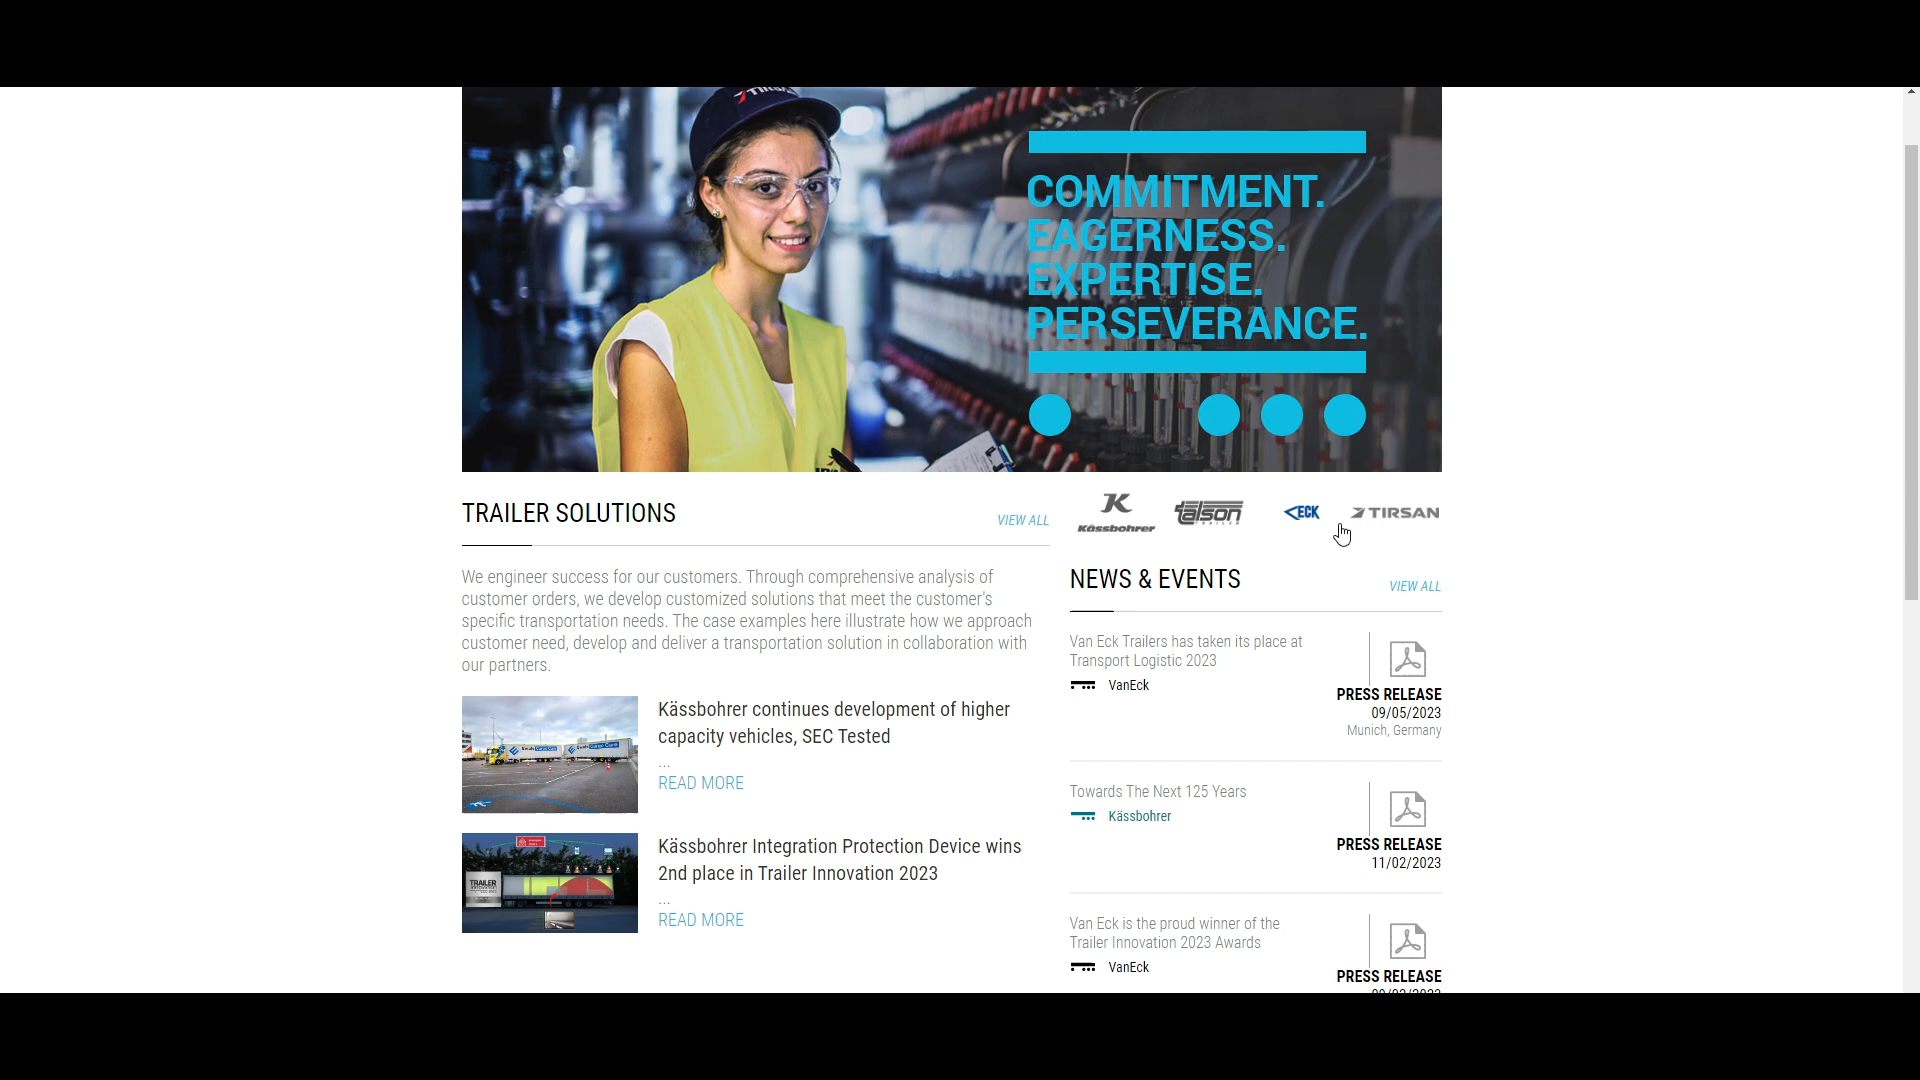 COMMITMENT.
EAGERNESS.
EXPERTISE.
PERSEVERANCE.
TRAILER SOLUTIONS
VIEW ALL
We engineer success for our customers. Through comprehensive analysis of
customer orders, we develop customized solutions that meet the customer's
specific transportation needs. The case examples here illustrate how we approach
customer need, develop and deliver a transportation solution in collaboration with
our partners.
Kässbohrer continues development of higher
capacity vehicles, SEC Tested
...
READ MORE
TRAILER
Kässbohrer Integration Protection Device wins
2nd place in Trailer Innovation 2023
...
READ MORE
K
Kässbohrer
talson
TRAILER
ECK
TIRSAN
NEWS & EVENTS
VIEW ALL
Van Eck Trailers has taken its place at
Transport Logistic 2023
VanEck
PRESS RELEASE
09/05/2023
Munich, Germany
Towards The Next 125 Years
Kässbohrer
PRESS RELEASE
11/02/2023
Van Eck is the proud winner of the
Trailer Innovation 2023 Awards
VanEck
PRESS RELEASE